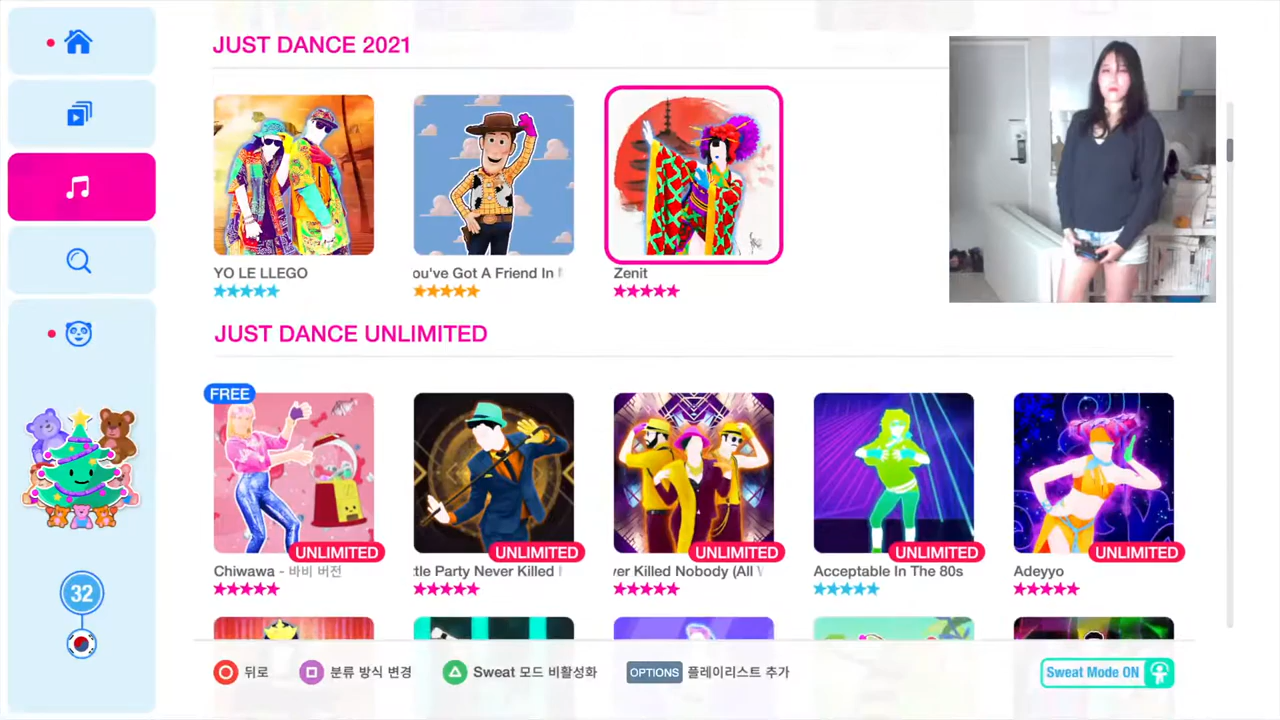 JUST DANCE 2021
YO LE LLEGO
ou've Got A Friend In
Zenit
JUST DANCE UNLIMITED
FREE
UNLIMITED
UNLIMITED
UNLIMITED
UNLIMITED
UNLIMITED
Chiwawa - 바비 버전
tle Party Never Killed
er Killed Nobody (All
Acceptable In The 80s
Adeyyo
32
뒤로
분류 방식 변경
Sweat 모드 비활성화
OPTIONS 플레이리스트 추가
Sweat Mode ON